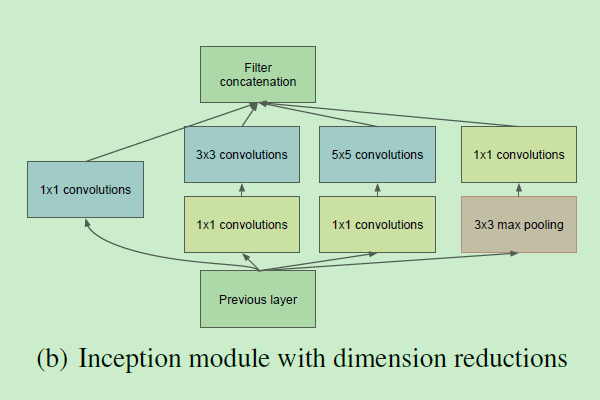 Filter
concatenation
3x3 convolutions
5x5 convolutions
1x1 convolutions
1x1 convolutions
1x1 convolutions
1x1 convolutions
3x3 max pooling
Previous layer
(b) Inception module with dimension reductions